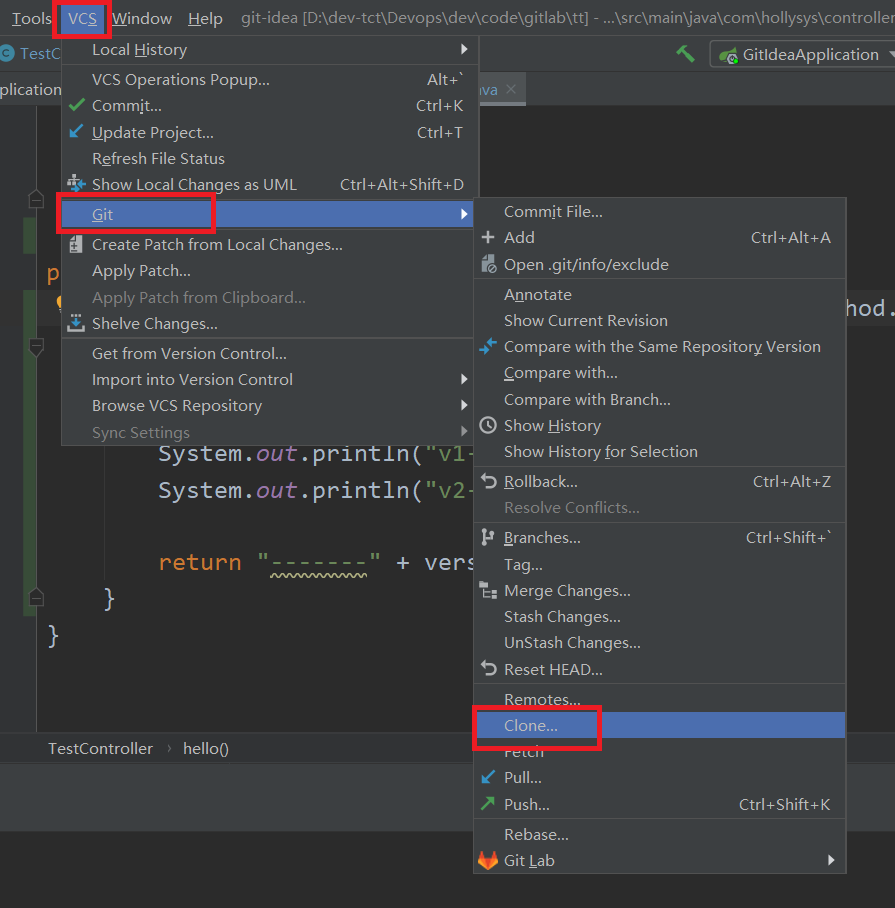 Tools VCS Window Help git-idea [D:\dev-tct\Devops\dev\code\gitlab\tt] - ...\src\main\java\com\hollysys\controller
TestC
GitIdeaApplication
plication
ava
Local History
VCS Operations Popup... Alt+`
Commit... Ctrl+K
Update Project... Ctrl+T
Refresh File Status
Show Local Changes as UML Ctrl+Alt+Shift+D
Git
Create Patch from Local Changes...
Apply Patch...
Apply Patch from Clipboard...
Shelve Changes...
Get from Version Control...
Import into Version Control
Browse VCS Repository
Sync Settings
Commit File...
Add Ctrl+Alt+A
Open .git/info/exclude
Annotate
Show Current Revision
Compare with the Same Repository Version
Compare with...
Compare with Branch...
Show History
Show History for Selection
Rollback... Ctrl+Alt+Z
Resolve Conflicts...
Branches... Ctrl+Shift+`
Tag...
Merge Changes...
Stash Changes...
UnStash Changes...
Reset HEAD...
Remotes...
Clone...
Fetch
Pull...
Push... Ctrl+Shift+K
Rebase...
Git Lab
p
hod.
System.out.println("v1-
System.out.println("v2-
return "-------" + vers
}
}
TestController › hello()